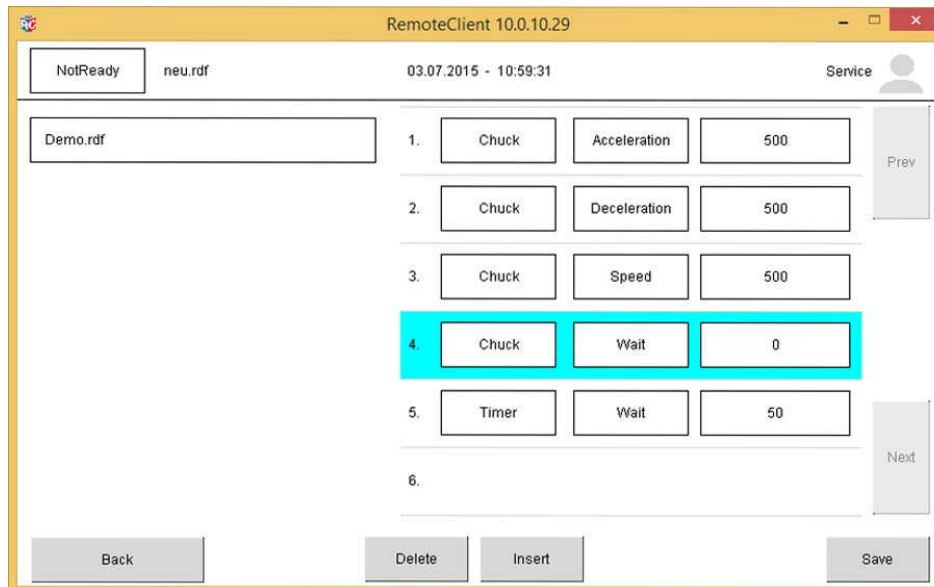 RemoteClient 10.0.10.29
NotReady neu.rdf 03.07.2015 - 10:59:31 Service
Demo.rdf
1. Chuck Acceleration 500
Prev
2. Chuck Deceleration 500
3. Chuck Speed 500
4. Chuck Wait 0
5. Timer Wait 50
Next
6.
Back Delete Insert Save